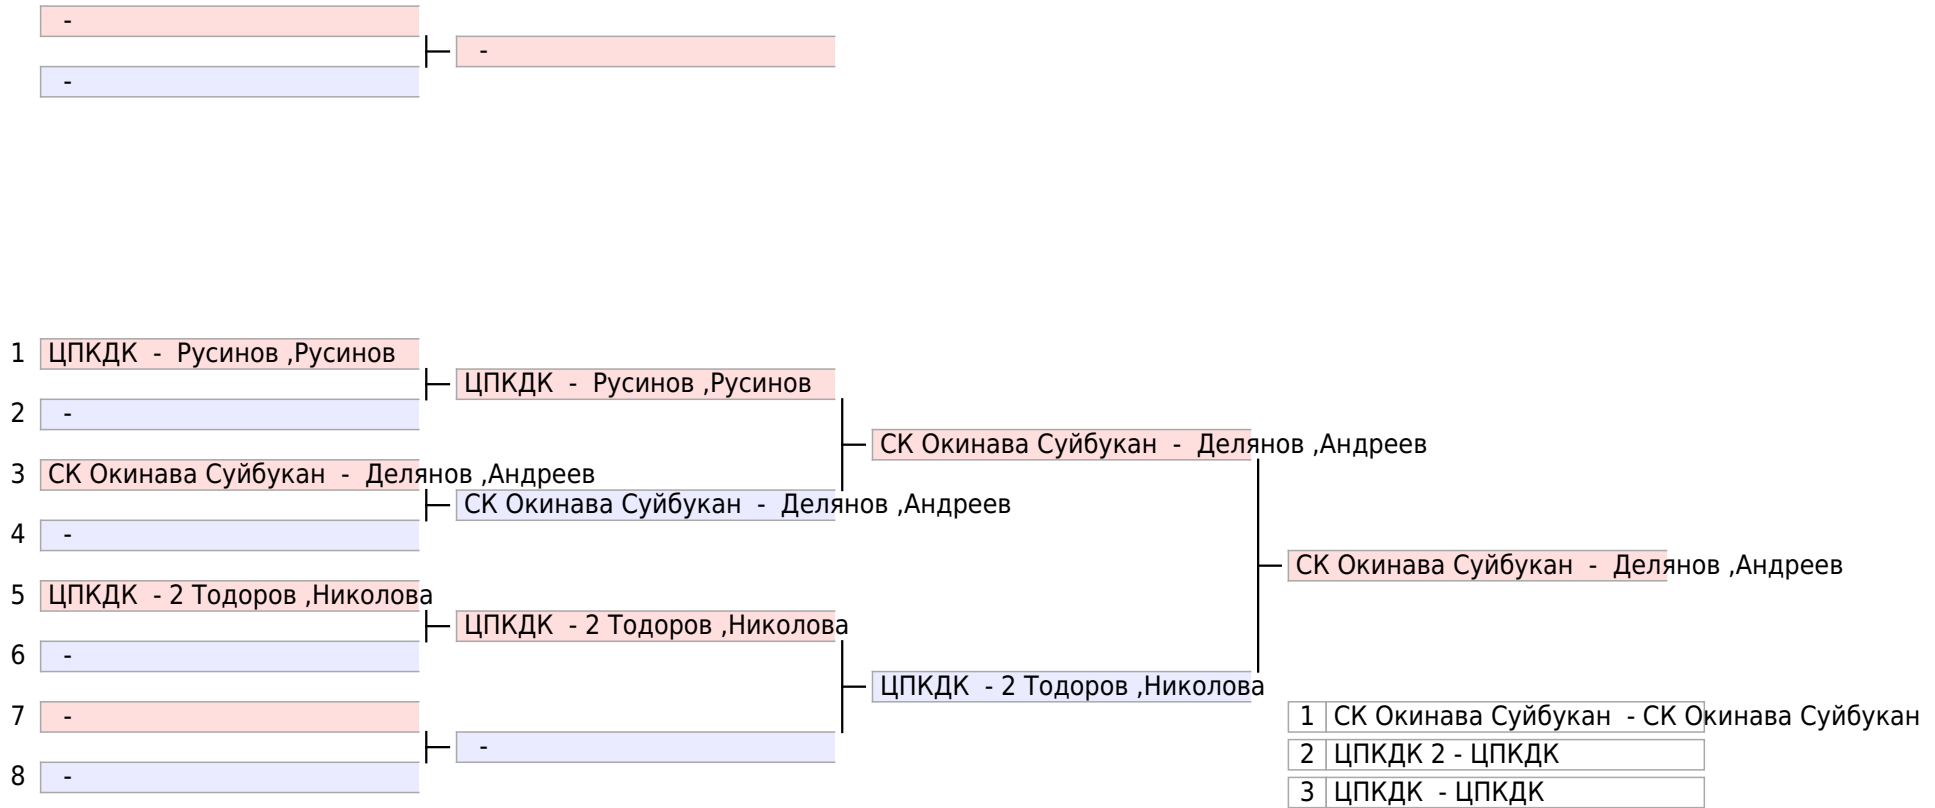 -
-
-
1 ЦПКДК - Русинов ,Русинов
ЦПКДК - Русинов ,Русинов
2 -
СК Окинава Суйбукан - Делянов ,Андреев
3 СК Окинава Суйбукан - Делянов ,Андреев
СК Окинава Суйбукан - Делянов ,Андреев
4 -
СК Окинава Суйбукан - Делянов ,Андреев
5 ЦПКДК - 2 Тодоров ,Николова
ЦПКДК - 2 Тодоров ,Николова
6 -
ЦПКДК - 2 Тодоров ,Николова
7 -
-
8 -
1 СК Окинава Суйбукан - СК Окинава Суйбукан
2 ЦПКДК 2 - ЦПКДК
3 ЦПКДК - ЦПКДК